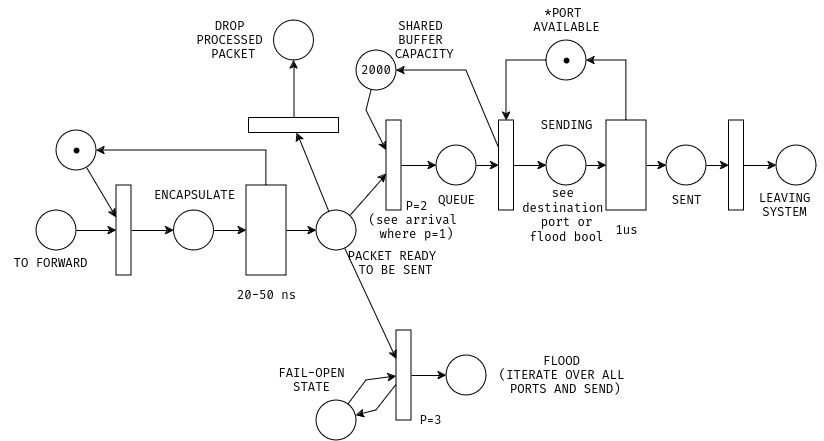 DROP
PROCESSED
PACKET
SHARED
BUFFER
CAPACITY
2000
*PORT
AVAILABLE
SENDING
ENCAPSULATE
TO FORWARD
20-50 ns
PACKET READY
TO BE SENT
P=2
(see arrival
where p=1)
QUEUE
see
destination
port or
flood bool
1us
SENT
LEAVING
SYSTEM
FAIL-OPEN
STATE
P=3
FLOOD
(ITERATE OVER ALL
PORTS AND SEND)